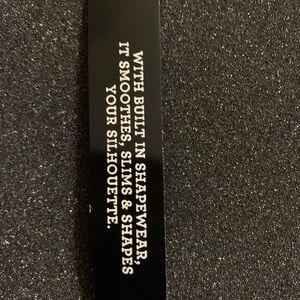 WITH BUILT IN SHAPEWEAR,
IT SMOOTHES, SLIMS & SHAPES
YOUR SILHOUETTE.